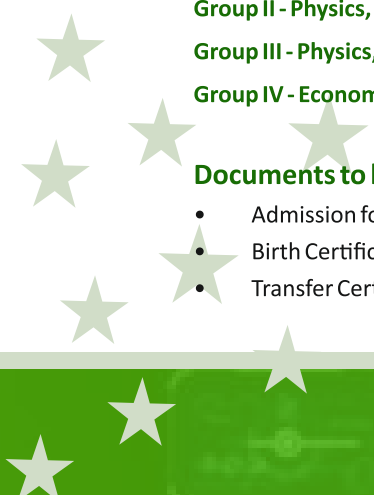 Group II - Physics,
Group III - Physics,
Group IV - Econom
Documents to
• Admission fo
• Birth Certific
• Transfer Cert